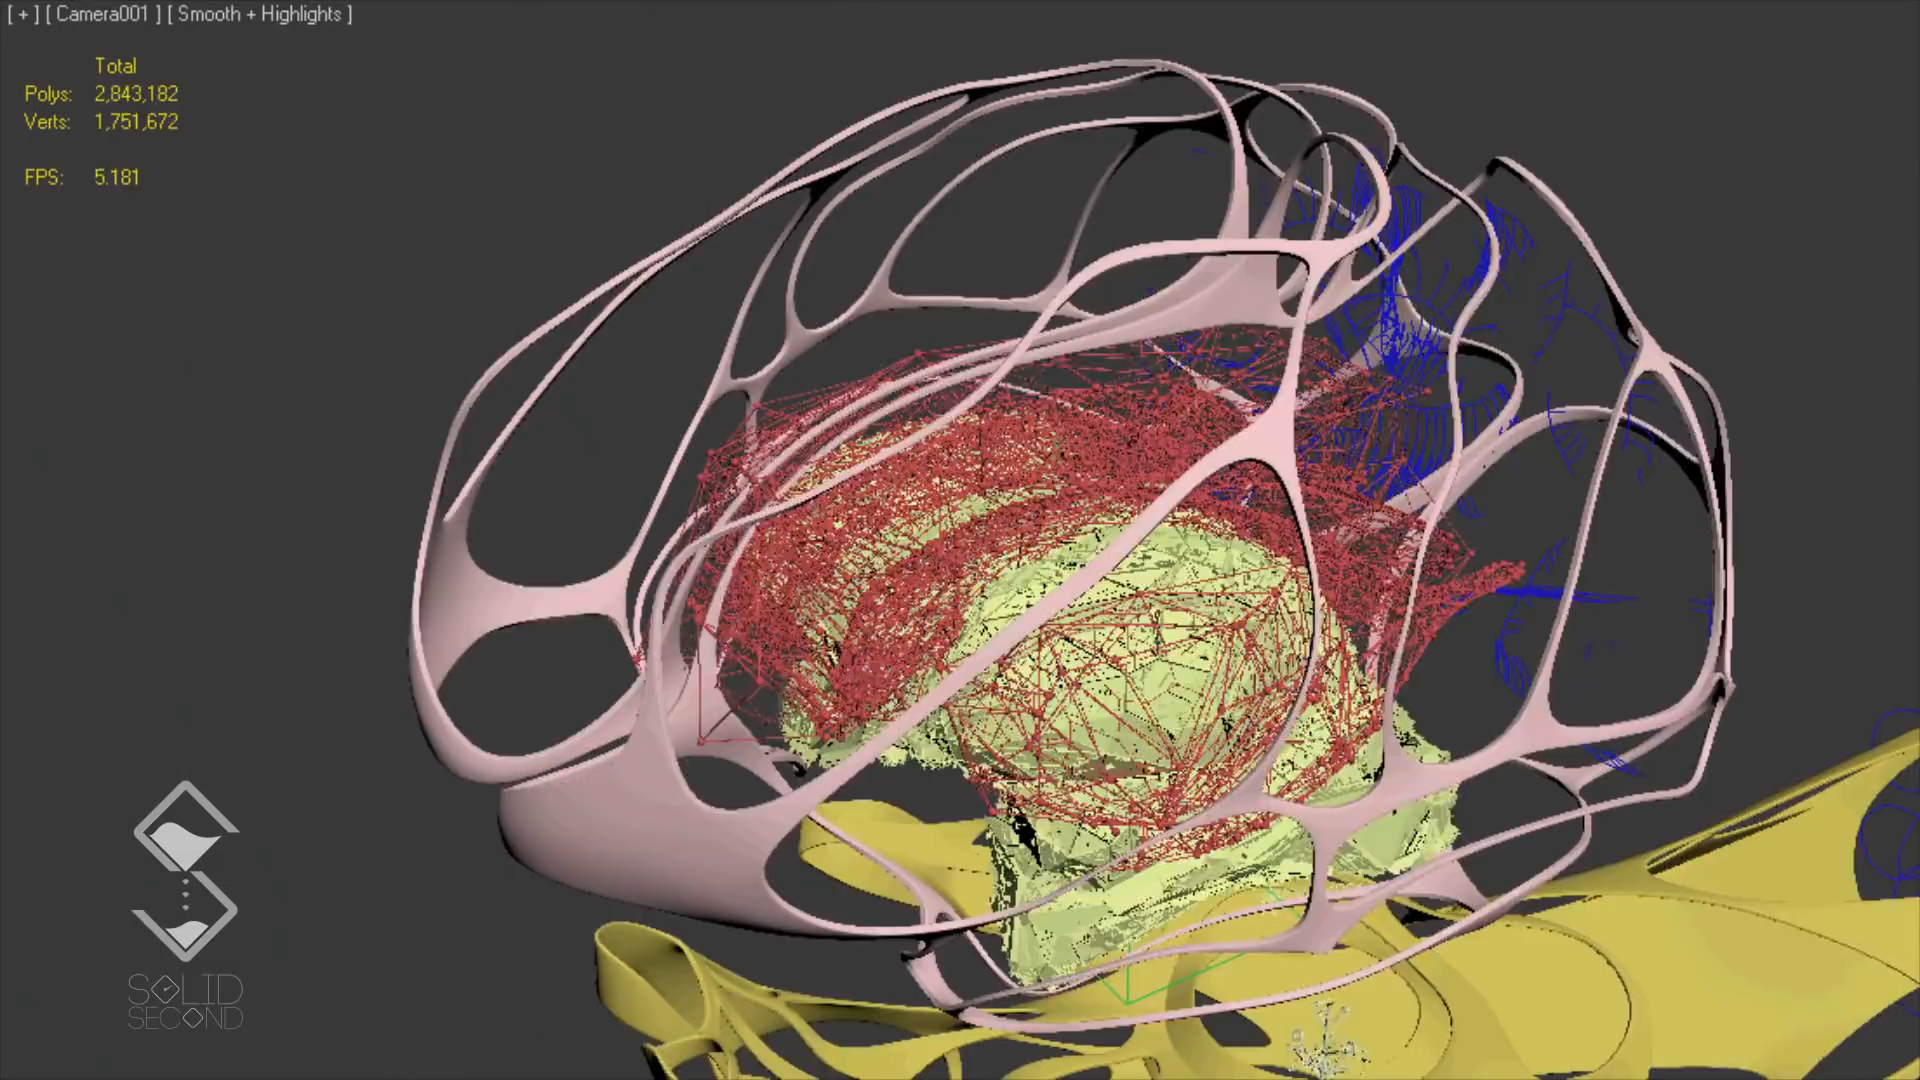 [ + ] [ Camera001 ] [ Smooth + Highlights ]
Total
Polys: 2,843,182
Verts: 1,751,672
FPS: 5.181
SOLID
SECOND